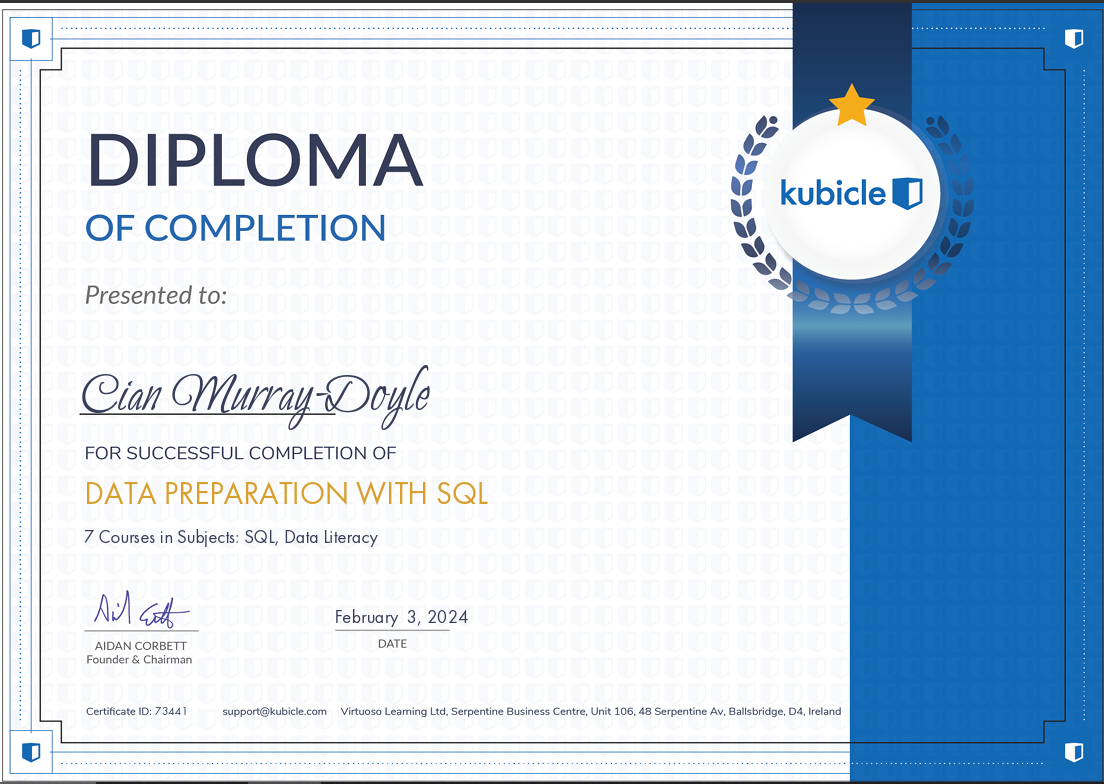 DIPLOMA
OF COMPLETION
Presented to:
kubicle
Cian Murray-Doyle
FOR SUCCESSFUL COMPLETION OF
DATA PREPARATION WITH SQL
7 Courses in Subjects: SQL, Data Literacy
February 3, 2024
AIDAN CORBETT
Founder & Chairman
DATE
Certificate ID: 73441 support@kubicle.com Virtuoso Learning Ltd, Serpentine Business Centre, Unit 106, 48 Serpentine Av, Ballsbridge, D4, Ireland